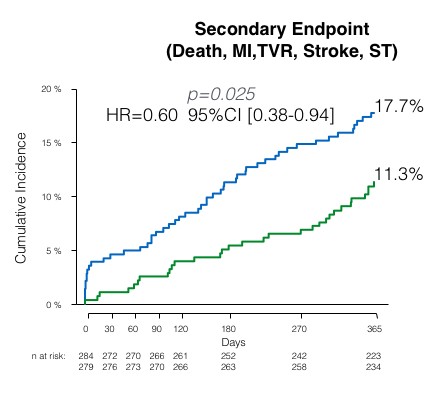 Secondary Endpoint
(Death, MI,TVR, Stroke, ST)
p=0.025
HR=0.60 95%CI [0.38-0.94]
17.7%
11.3%
Cumulative Incidence
20 %
15 %
10 %
5 %
0 %
0 30 60 90 120 180 270 365
Days
n at risk: 284 272 270 266 261 252 242 223
279 276 273 270 266 263 258 234